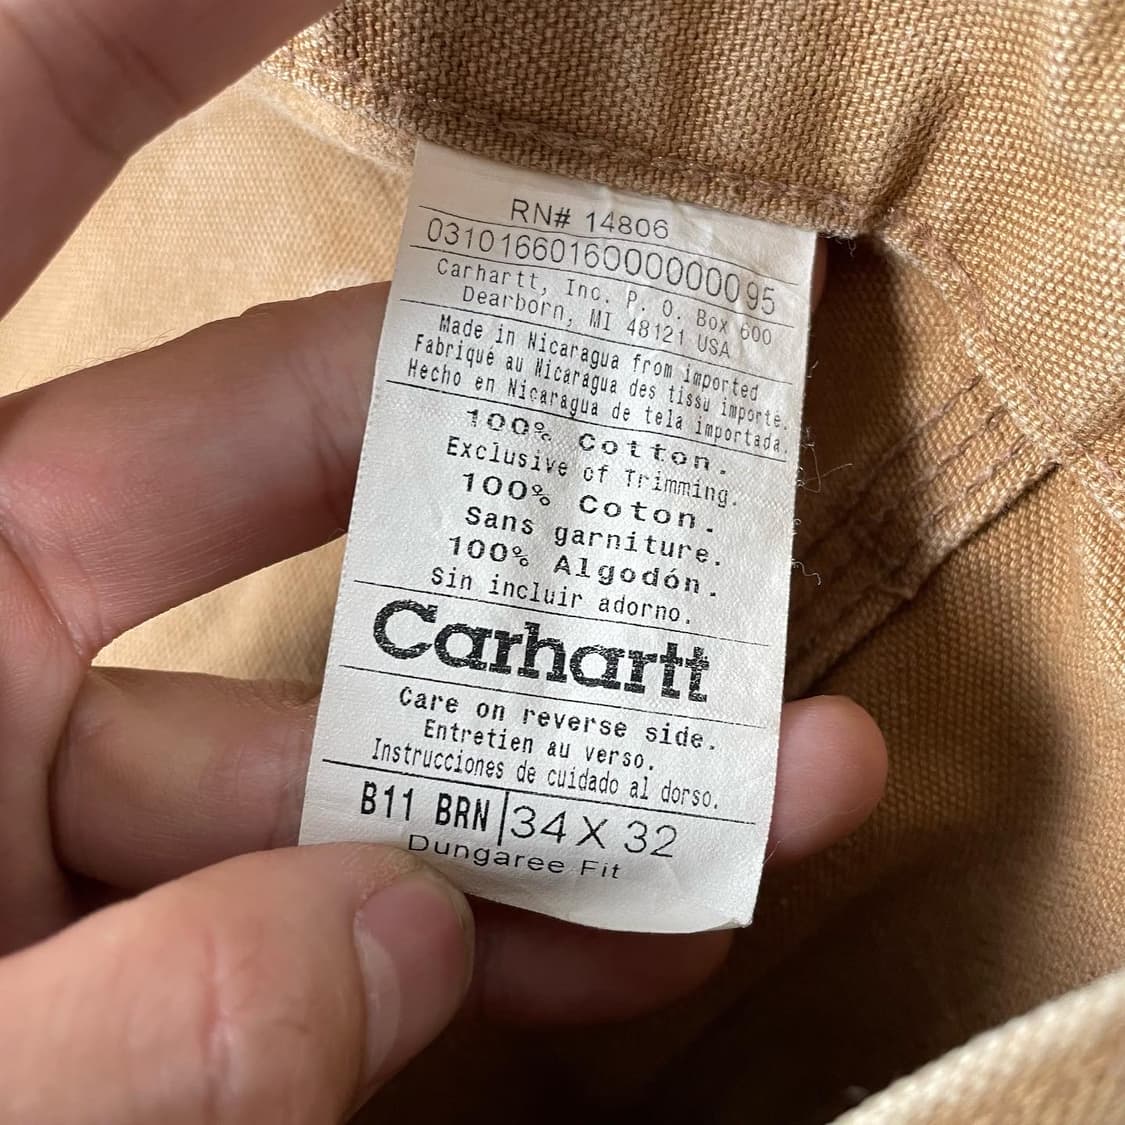 RN# 14806
0310166016000000095
Carhartt, Inc. P. O. Box 600
Dearborn, MI 48121 USA
Made in Nicaragua from imported
Fabriqué au Nicaragua des tissu importe.
Hecho en Nicaragua de tela importada.
100% Cotton.
Exclusive of Trimming.
100% Coton.
Sans garniture.
100% Algodón.
Sin incluir adorno.
Carhartt
Care on reverse side.
Entretien au verso.
Instrucciones de cuidado al dorso.
B11 BRN 34 X 32
Dungaree Fit